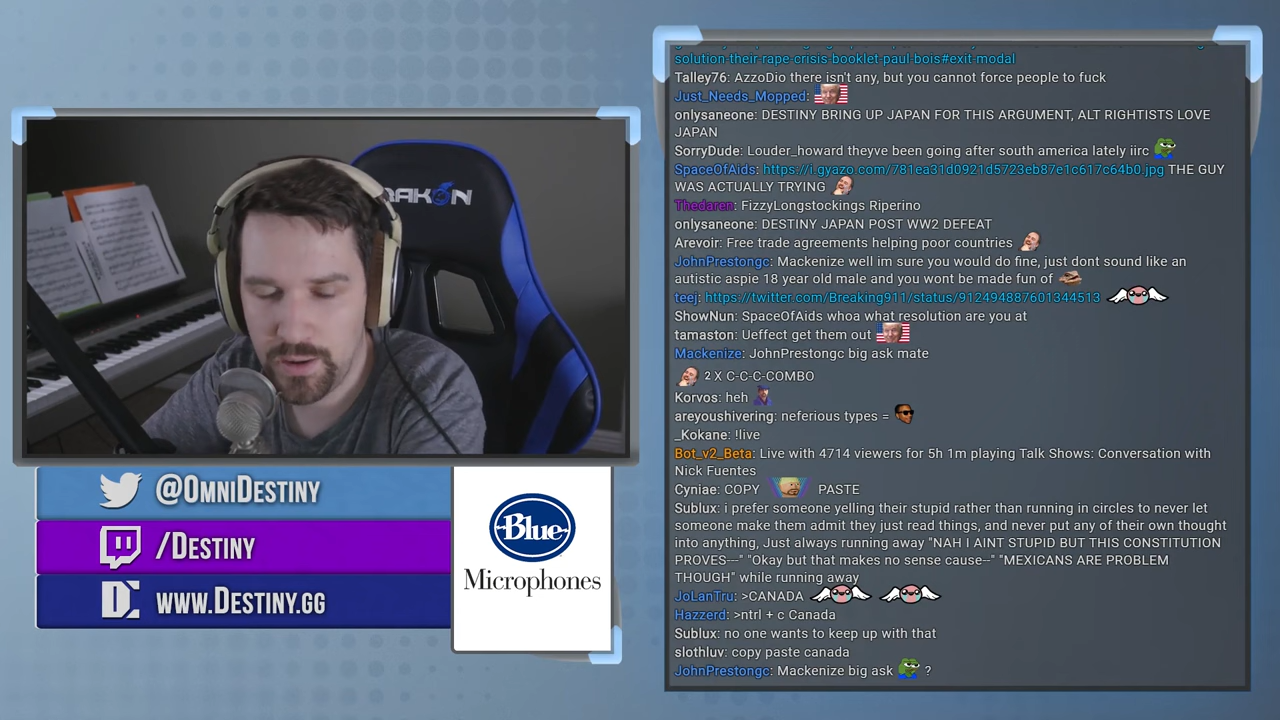 solution-their-rape-crisis-booklet-paul-bois#exit-modal
Talley76: AzzoDio there isn't any, but you cannot force people to fuck
Just_Needs_Mopped:
onlysaneone: DESTINY BRING UP JAPAN FOR THIS ARGUMENT, ALT RIGHTISTS LOVE
JAPAN
SorryDude: Louder_howard theyve been going after south america lately iirc
SpaceOfAids: https://i.gyazo.com/781ea31d0921d5723eb87e1c617c64b0.jpg THE GUY
WAS ACTUALLY TRYING
Thedaren: FizzyLongstockings Riperino
onlysaneone: DESTINY JAPAN POST WW2 DEFEAT
Arevoir: Free trade agreements helping poor countries
JohnPrestongc: Mackenize well im sure you would do fine, just dont sound like an
autistic aspie 18 year old male and you wont be made fun of
teej: https://twitter.com/Breaking911/status/912494887601344513
ShowNun: SpaceOfAids whoa what resolution are you at
tamaston: Ueffect get them out
Mackenize: JohnPrestongc big ask mate
2 X C-C-C-COMBO
Korvos: heh
areyoushivering: neferious types =
_Kokane: !live
Bot_v2_Beta: Live with 4714 viewers for 5h 1m playing Talk Shows: Conversation with
Nick Fuentes
Cyniae: COPY PASTE
Sublux: i prefer someone yelling their stupid rather than running in circles to never let
someone make them admit they just read things, and never put any of their own thought
into anything, Just always running away "NAH I AINT STUPID BUT THIS CONSTITUTION
PROVES---" "Okay but that makes no sense cause--" "MEXICANS ARE PROBLEM
THOUGH" while running away
JoLanTru: >CANADA
Hazzerd: >ntrl + c Canada
Sublux: no one wants to keep up with that
slothluv: copy paste canada
JohnPrestongc: Mackenize big ask ?
@OmniDestiny
/Destiny
www.Destiny.gg
Blue
Microphones